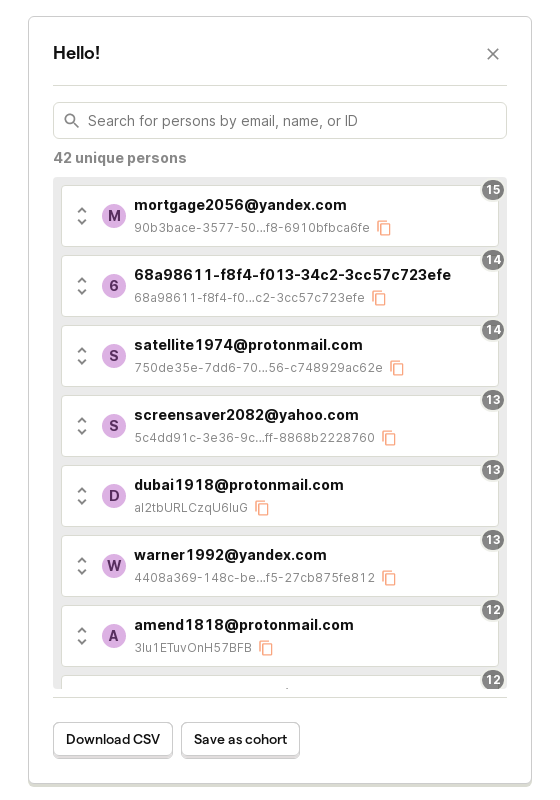 Hello!
Search for persons by email, name, or ID
42 unique persons
15
M
mortgage2056@yandex.com
90b3bace-3577-50...f8-6910bfbca6fe
14
6
68a98611-f8f4-f013-34c2-3cc57c723efe
68a98611-f8f4-f0...c2-3cc57c723efe
14
S
satellite1974@protonmail.com
750de35e-7dd6-70...56-c748929ac62e
13
S
screensaver2082@yahoo.com
5c4dd91c-3e36-9c...ff-8868b2228760
13
D
dubai1918@protonmail.com
al2tbURLCzqU6IuG
13
W
warner1992@yandex.com
4408a369-148c-be...f5-27cb875fe812
12
A
amend1818@protonmail.com
3Iu1ETuvOnH57BFB
12
Download CSV
Save as cohort